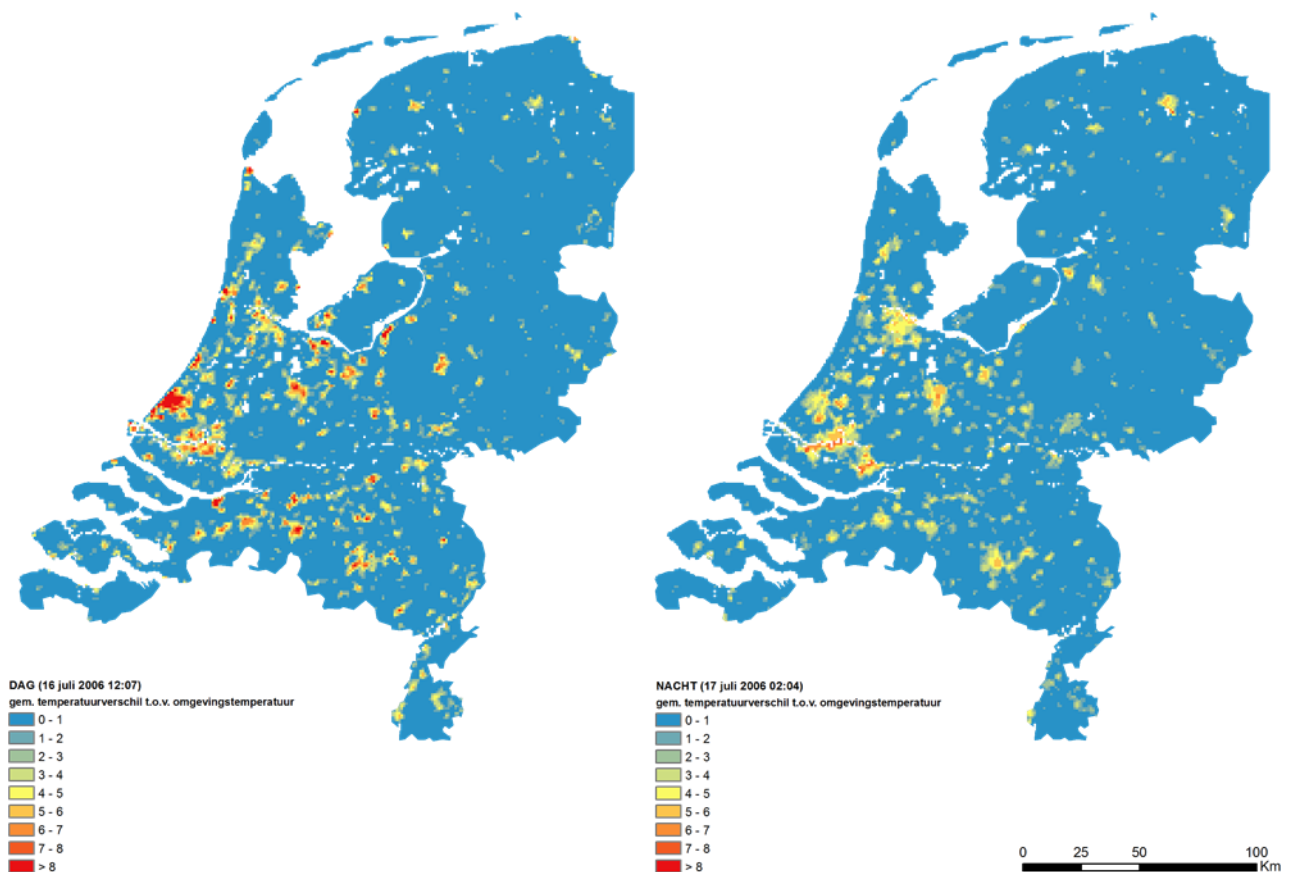 DAG (16 juli 2006 12:07)
gem. temperatuurverschil t.o.v. omgevingstemperatuur
0 - 1
1 - 2
2 - 3
3 - 4
4 - 5
5 - 6
6 - 7
7 - 8
> 8
NACHT (17 juli 2006 02:04)
gem. temperatuurverschil t.o.v. omgevingstemperatuur
0 - 1
1 - 2
2 - 3
3 - 4
4 - 5
5 - 6
6 - 7
7 - 8
> 8
0 25 50 100
Km